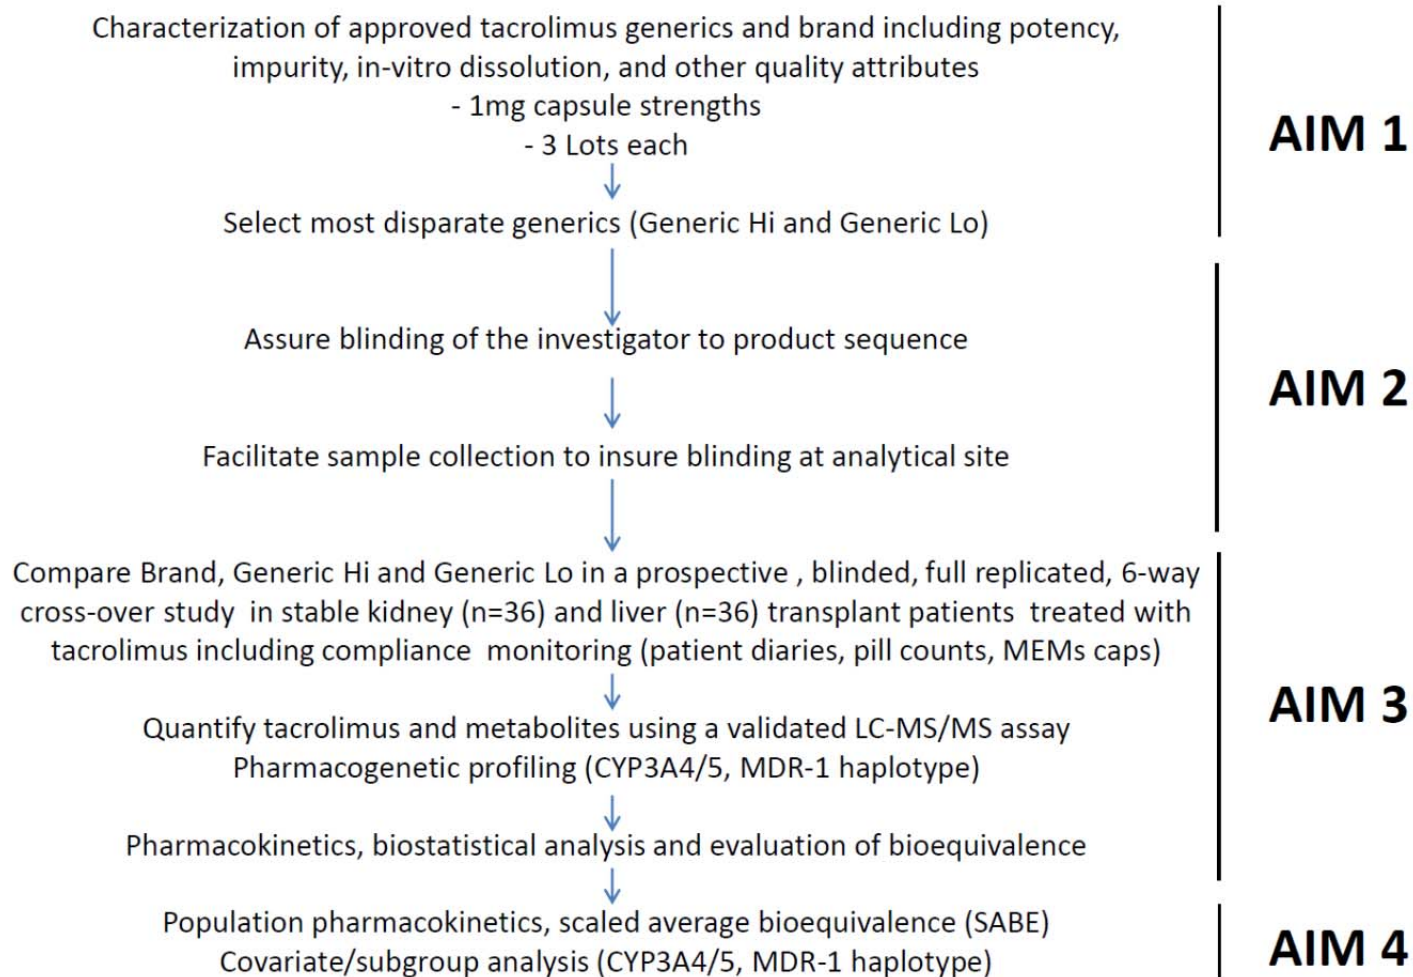 Characterization of approved tacrolimus generics and brand including potency,
impurity, in-vitro dissolution, and other quality attributes
- 1mg capsule strengths
- 3 Lots each
AIM 1
Select most disparate generics (Generic Hi and Generic Lo)
Assure blinding of the investigator to product sequence
AIM 2
Facilitate sample collection to insure blinding at analytical site
Compare Brand, Generic Hi and Generic Lo in a prospective , blinded, full replicated, 6-way
cross-over study in stable kidney (n=36) and liver (n=36) transplant patients treated with
tacrolimus including compliance monitoring (patient diaries, pill counts, MEMs caps)
AIM 3
Quantify tacrolimus and metabolites using a validated LC-MS/MS assay
Pharmacogenetic profiling (CYP3A4/5, MDR-1 haplotype)
Pharmacokinetics, biostatistical analysis and evaluation of bioequivalence
Population pharmacokinetics, scaled average bioequivalence (SABE)
Covariate/subgroup analysis (CYP3A4/5, MDR-1 haplotype)
AIM 4